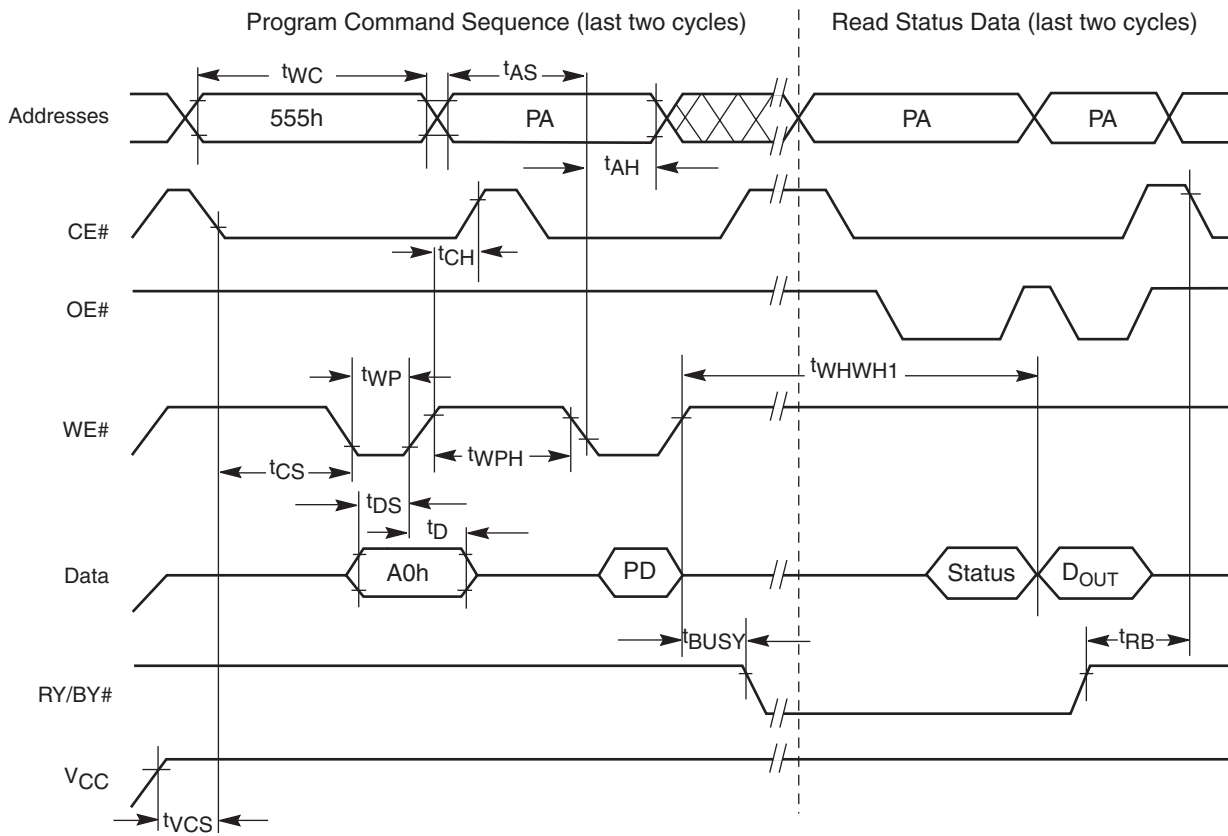 Program Command Sequence (last two cycles)
Read Status Data (last two cycles)
tWC
tAS
Addresses
555h
PA
PA
PA
tAH
CE#
tCH
OE#
tWP
tWHWH1
WE#
tCS
tWPH
tDS
tD
Data
A0h
PD
Status
DOUT
tBUSY
tRB
RY/BY#
VCC
tVCS